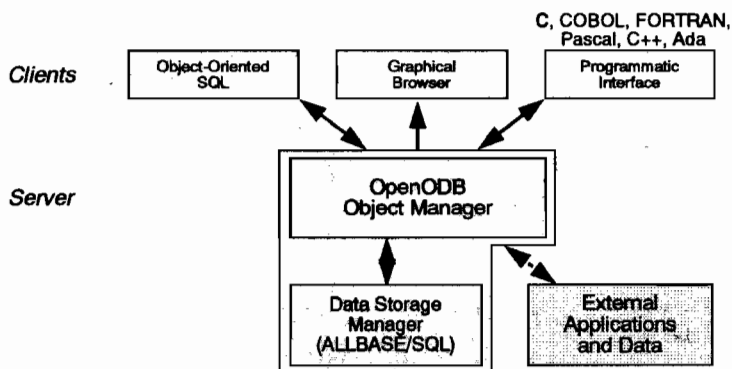 C, COBOL, FORTRAN,
Pascal, C++, Ada
Clients
Object-Oriented
SQL
Graphical
Browser
Programmatic
Interface
Server
OpenODB
Object Manager
Data Storage
Manager
(ALLBASE/SQL)
External
Applications
and Data